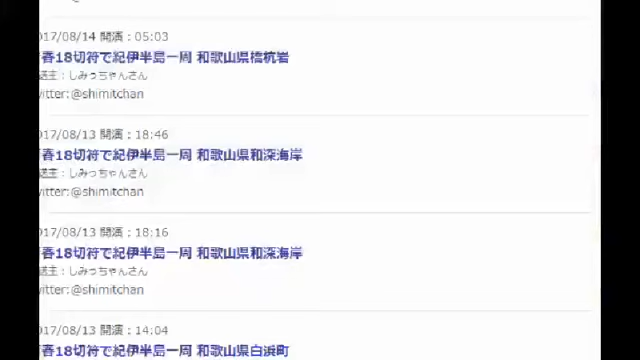 017/08/14 開演：05:03
春18切符で紀伊半島一周 和歌山県橋杭岩
主：しみっちゃんさん
witter:@shimitchan
017/08/13 開演：18:46
春18切符で紀伊半島一周 和歌山県和深海岸
主：しみっちゃんさん
witter:@shimitchan
017/08/13 開演：18:16
春18切符で紀伊半島一周 和歌山県和深海岸
主：しみっちゃんさん
witter:@shimitchan
017/08/13 開演：14:04
春18切符で紀伊半島一周 和歌山県白浜町